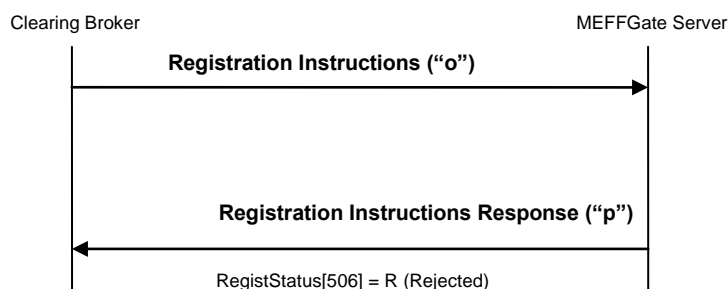 Clearing Broker
MEFFGate Server
Registration Instructions (“o”)
Registration Instructions Response (“p”)
RegistStatus[506] = R (Rejected)